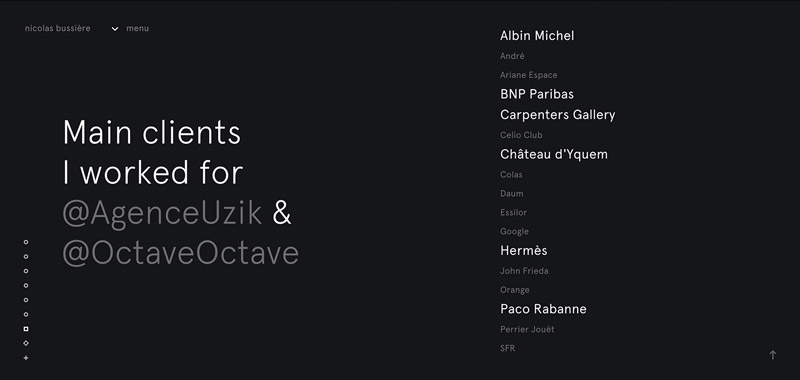 nicolas bussière
menu
Main clients
I worked for
@AgenceUzik &
@OctaveOctave
Albin Michel
André
Ariane Espace
BNP Paribas
Carpenters Gallery
Celio Club
Château d'Yquem
Colas
Daum
Essilor
Google
Hermès
John Frieda
Orange
Paco Rabanne
Perrier Jouët
SFR